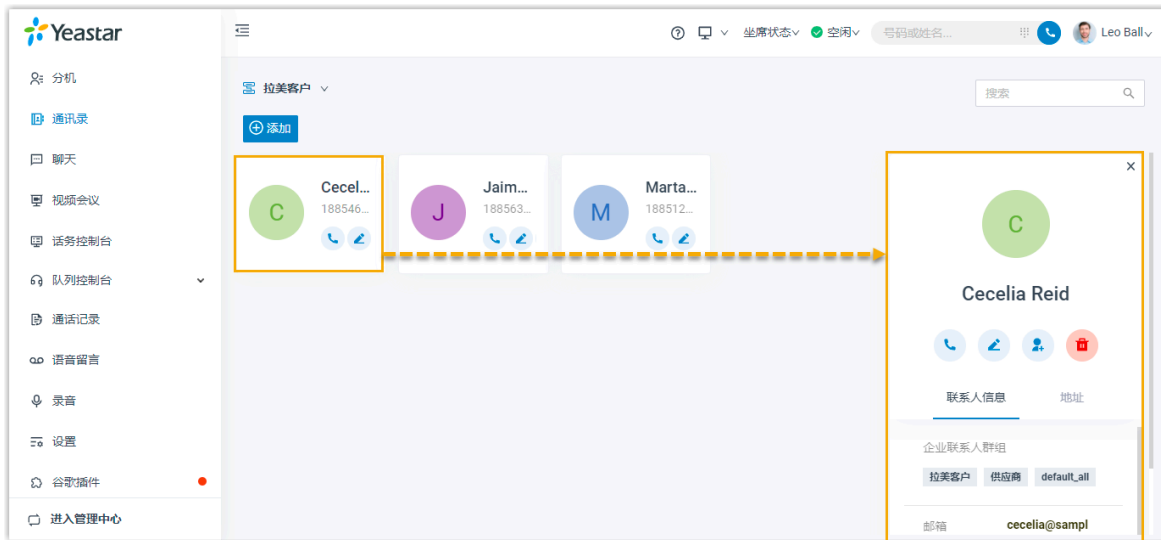 Yeastar
坐席状态
空闲
号码或姓名...
Leo Ball
分机
通讯录
聊天
视频会议
话务控制台
队列控制台
通话记录
语音留言
录音
设置
谷歌插件
进入管理中心
拉美客户
搜索
添加
C
Cecel...
188546...
J
Jaim...
188563...
M
Marta...
188512...
C
Cecelia Reid
联系人信息
地址
企业联系人群组
拉美客户
供应商
default_all
邮箱
cecelia@sampl